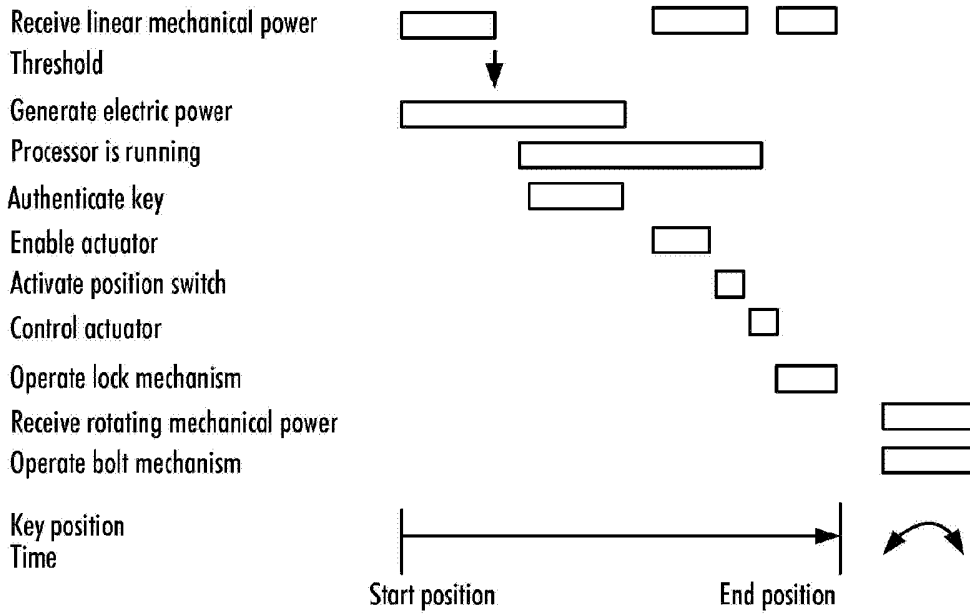 Receive linear mechanical power
Threshold
Generate electric power
Processor is running
Authenticate key
Enable actuator
Activate position switch
Control actuator
Operate lock mechanism
Receive rotating mechanical power
Operate bolt mechanism
Key position
Time
Start position
End position